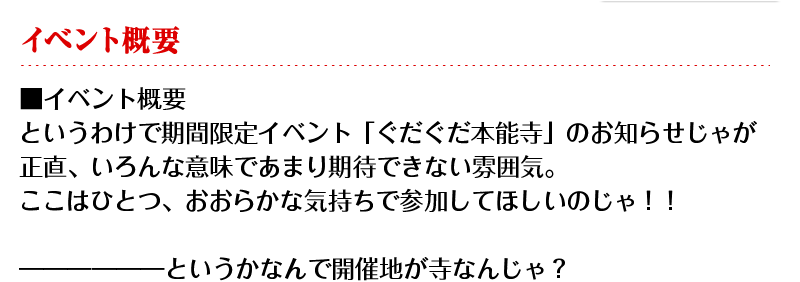 イベント概要
■イベント概要
というわけで期間限定イベント「ぐだぐだ本能寺」のお知らせじゃが
正直、いろんな意味であまり期待できない雰囲気。
ここはひとつ、おおらかな気持ちで参加してほしいのじゃ！！
――――――というかなんで開催地が寺なんじゃ？